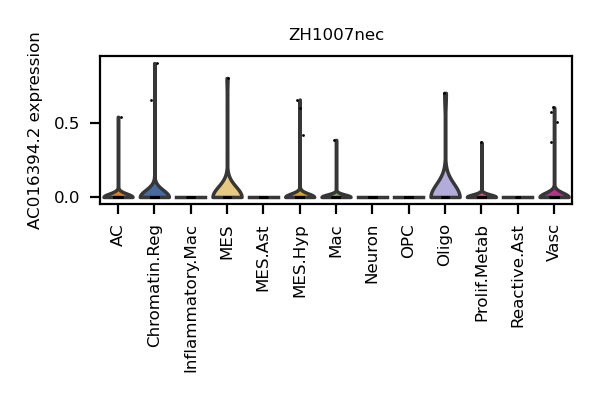 ZH1007nec
AC016394.2 expression
0.5
0.0
AC
Chromatin.Reg
Inflammatory.Mac
MES
MES.Ast
MES.Hyp
Mac
Neuron
OPC
Oligo
Prolif.Metab
Reactive.Ast
Vasc